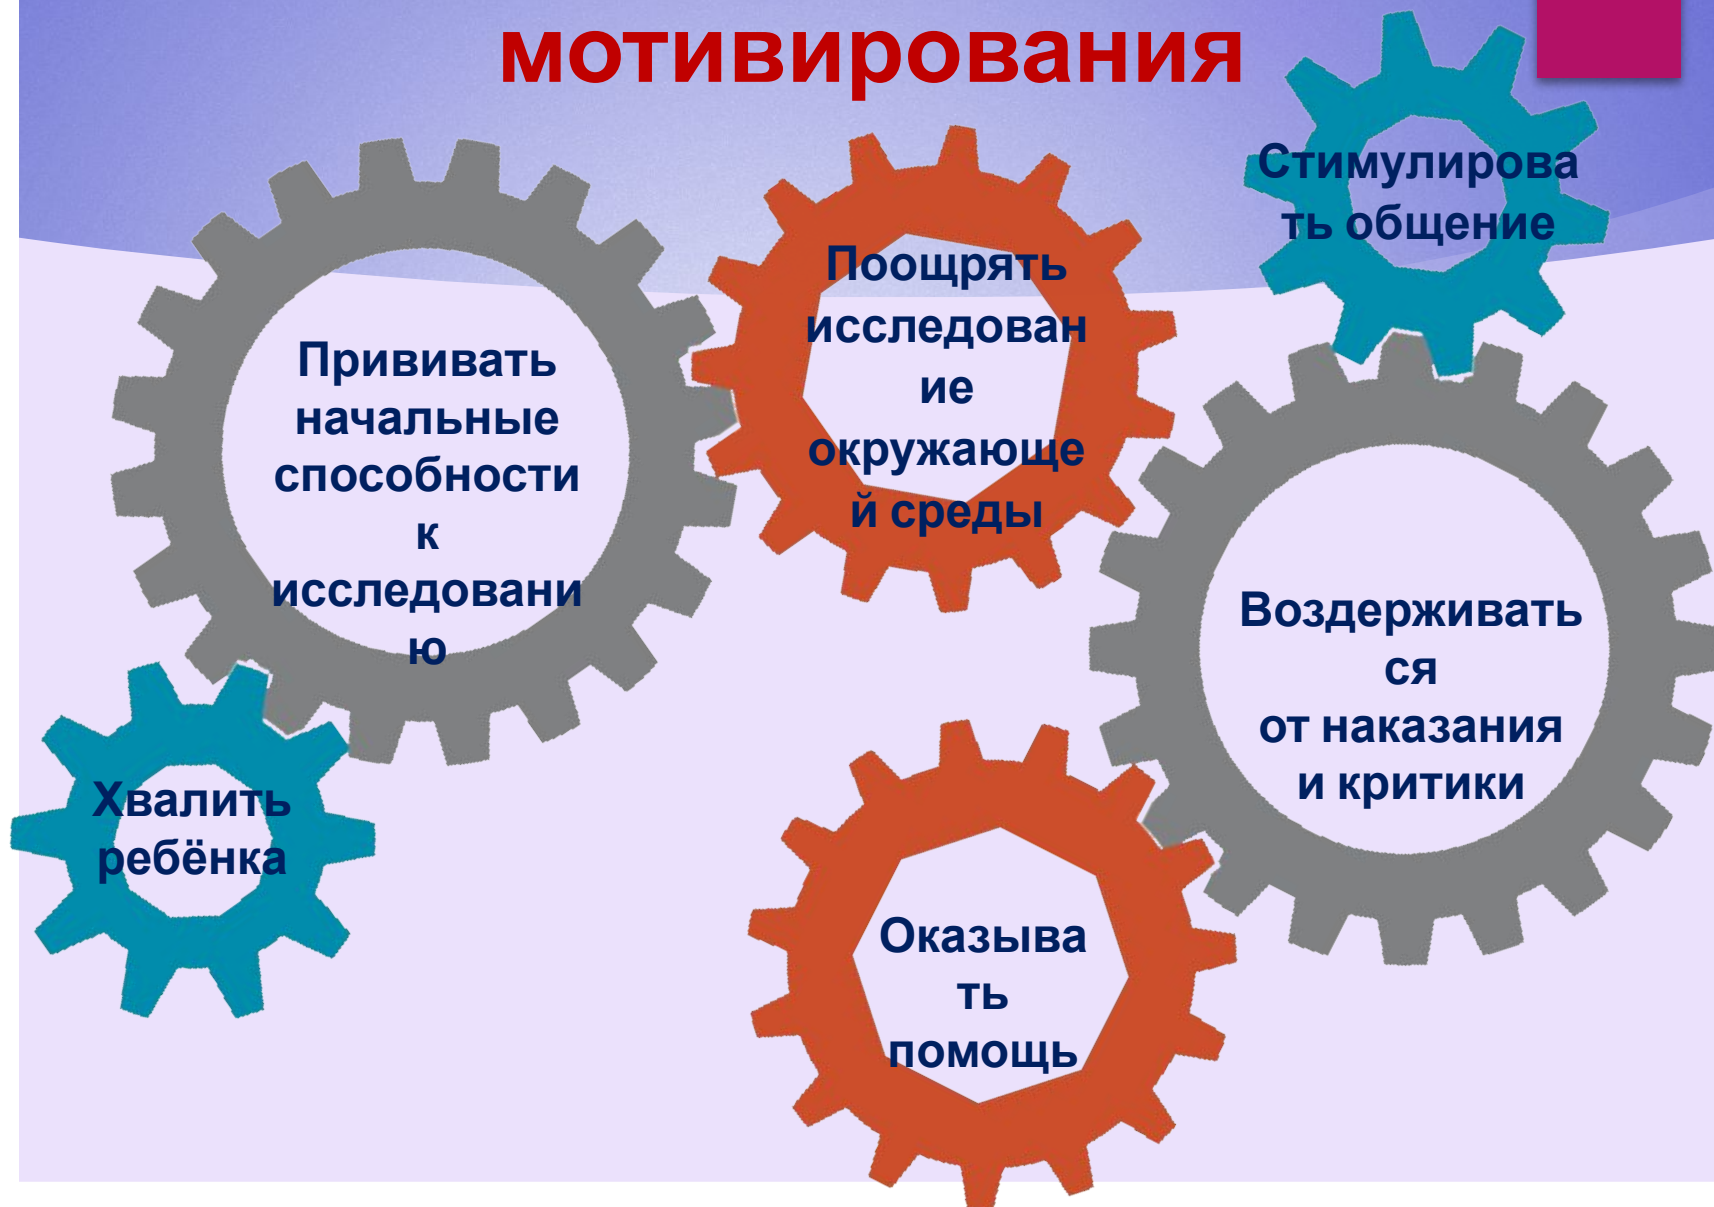 мотивирования
Прививать
начальные
способности
к
исследовани
ю
Поощрять
исследован
ие
окружающе
й среды
Стимулирова
ть общение
Хвалить
ребёнка
Оказыва
ть
помощь
Воздерживать
ся
от наказания
и критики